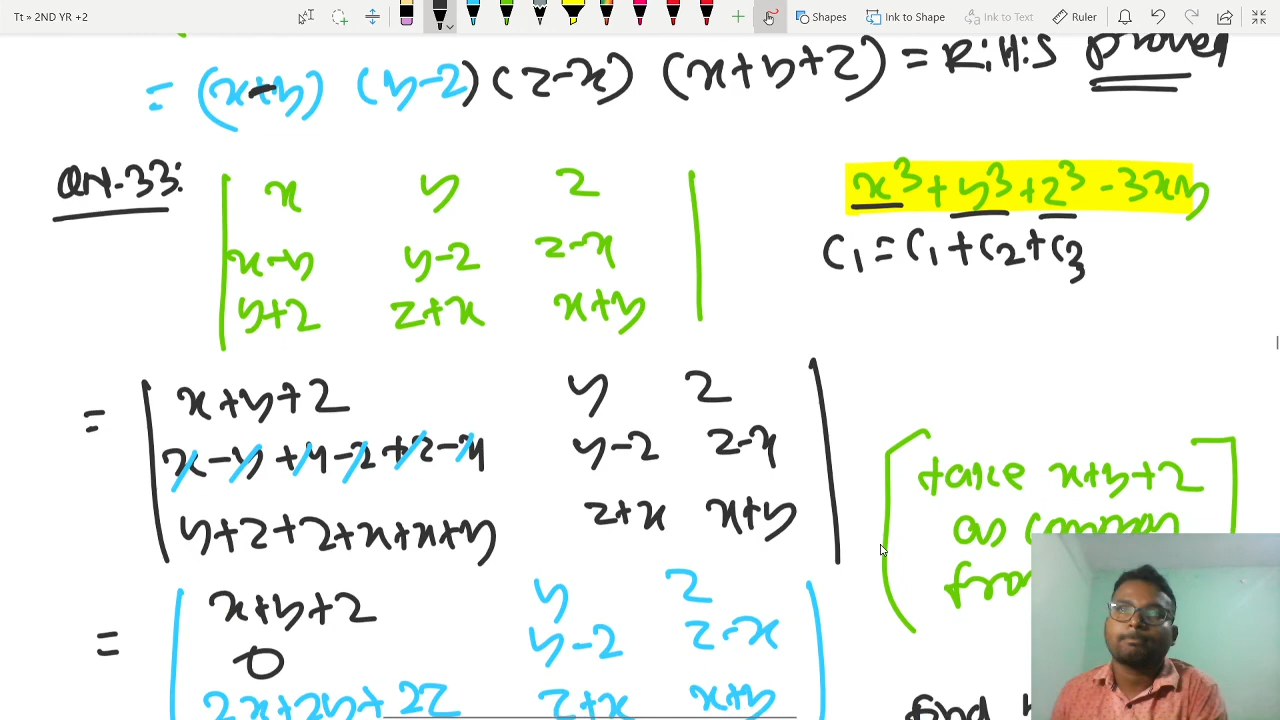 Tt » 2ND YR +2
Shapes Ink to Shape Ink to Text Ruler
= (x-y) (y-z) (z-x) (x+y+z) = R.H.S proved
QN-33:
x y z
x-y y-z z-x
y+z z+x x+y
x³+y³+z³-3xy
C₁=C₁+C₂+C₃
= x+y+z y z
x-y+y-z+z-x y-z z-x
y+z+z+x+x+y z+x x+y
take x+y+z
as common
= x+y+z y z
0 y-z z-x
2x+2y+2z z+x x+y